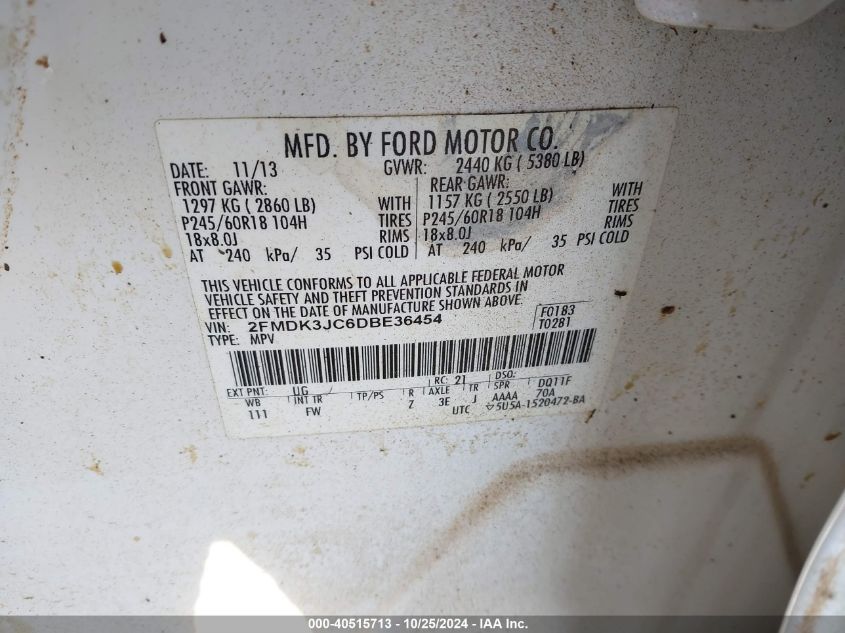 MFD. BY FORD MOTOR CO.
DATE: 11/13 GVWR: 2440 KG ( 5380 LB)
FRONT GAWR: REAR GAWR:
1297 KG ( 2860 LB) WITH 1157 KG ( 2550 LB) WITH
P245/60R18 104H TIRES P245/60R18 104H TIRES
18x8.0J RIMS 18x8.0J RIMS
AT 240 kPa/ 35 PSI COLD AT 240 kPa/ 35 PSI COLD
THIS VEHICLE CONFORMS TO ALL APPLICABLE FEDERAL MOTOR
VEHICLE SAFETY AND THEFT PREVENTION STANDARDS IN
EFFECT ON THE DATE OF MANUFACTURE SHOWN ABOVE.
VIN: 2FMDK3JC6DBE36454 F0183
TYPE: MPV T0281
RC: 21 DSO:
EXT PNT: UG R AXLE TR SPR DQ11F
WB INT TR TP/PS Z 3E J AAAA 70A
111 FW UTC ▽5U5A-1520472-BA
000-40515713 - 10/25/2024 - IAA Inc.